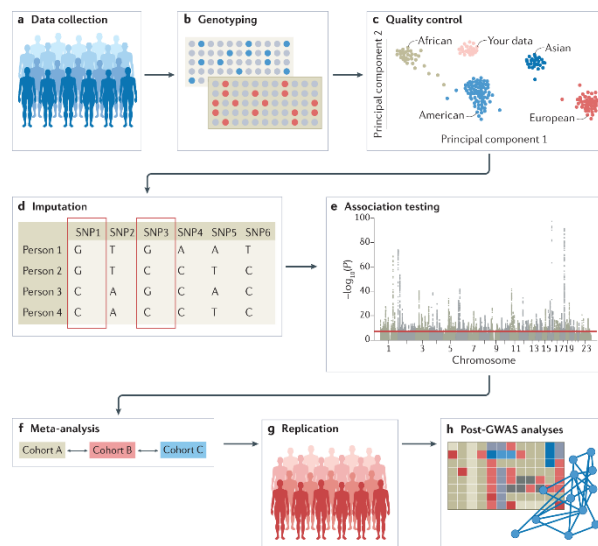 a Data collection
b Genotyping
c Quality control
Principal component 2
African
Your data
Asian
American
European
Principal component 1
d Imputation
SNP1 SNP2 SNP3 SNP4 SNP5 SNP6
Person 1 G T G A A T
Person 2 G T C C T C
Person 3 C A G C A C
Person 4 C A C C T C
e Association testing
–log10(P)
100
80
60
40
20
0
1 3 5 7 9 11 13 15 17 19 23
Chromosome
f Meta-analysis
Cohort A Cohort B Cohort C
g Replication
h Post-GWAS analyses